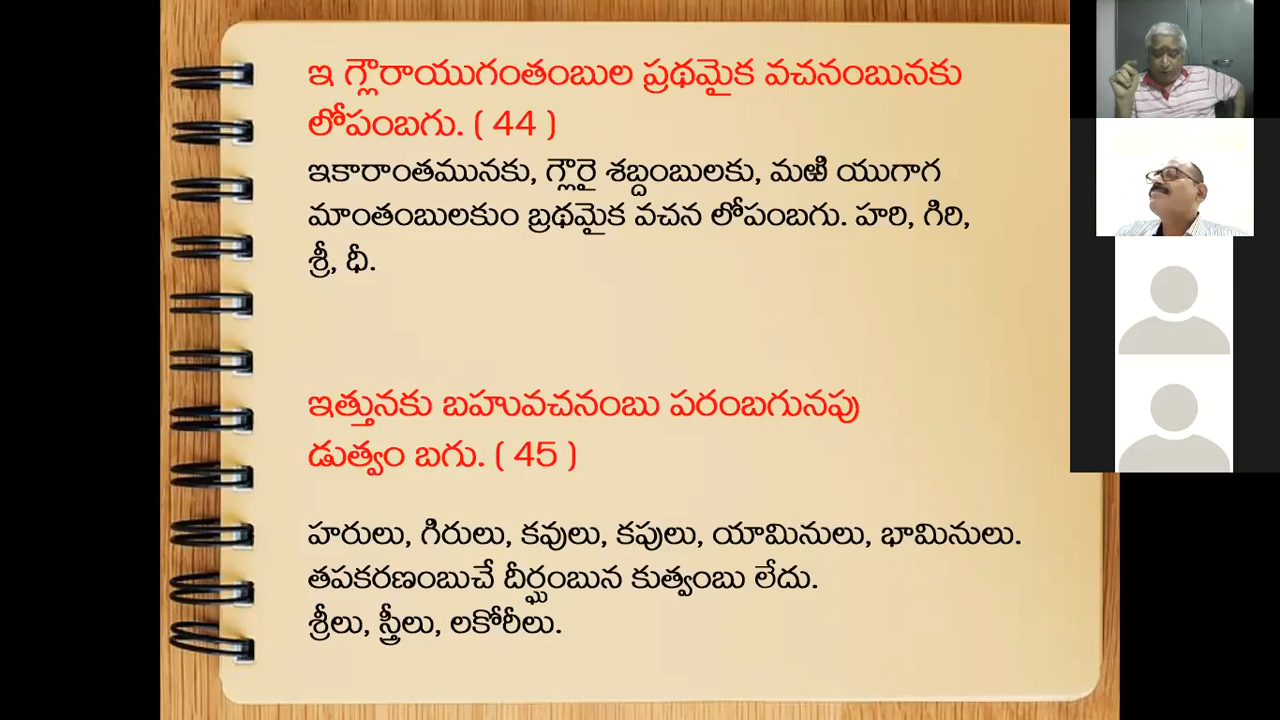 ఇ గ్లౌరాయుగంతంబుల ప్రథమైక వచనంబునకు
లోపంబగు. ( 44 )
ఇకారాంతమునకు, గ్లౌరై శబ్దంబులకు, మఱి యుగాగ
మాంతంబులకుం బ్రథమైక వచన లోపంబగు. హరి, గిరి,
శ్రీ, ధీ.
ఇత్తునకు బహువచనంబు పరంబగునపు
డుత్వం బగు. ( 45 )
హరులు, గిరులు, కవులు, కపులు, యామినులు, భామినులు.
తపకరణంబుచే దీర్ఘంబున కుత్వంబు లేదు.
శ్రీలు, స్త్రీలు, లకోరీలు.